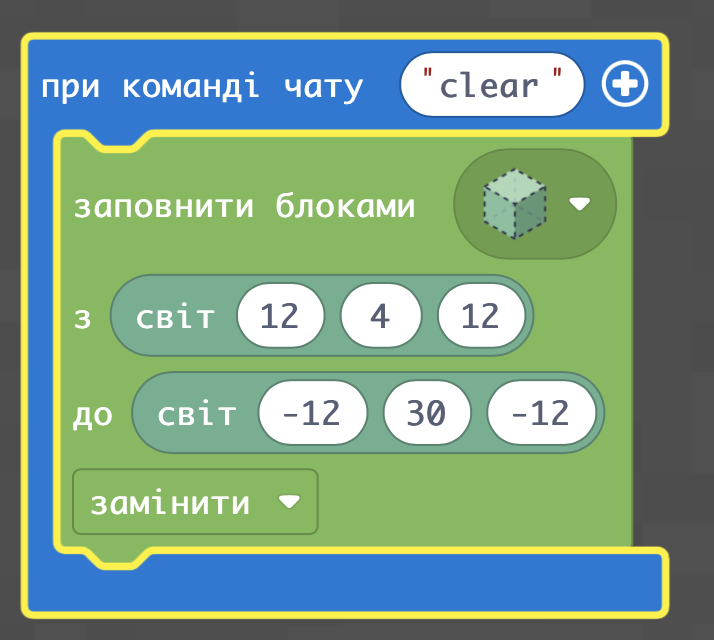 при команді чату "clear"
заповнити блоками
з світ 12 4 12
до світ -12 30 -12
замінити